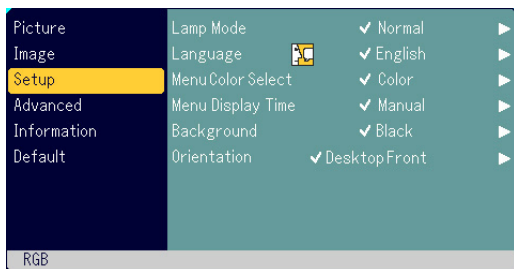 Picture
Image
Setup
Advanced
Information
Default
Lamp Mode ✓ Normal ▶
Language ✓ English ▶
Menu Color Select ✓ Color ▶
Menu Display Time ✓ Manual ▶
Background ✓ Black ▶
Orientation ✓ Desktop Front ▶
RGB